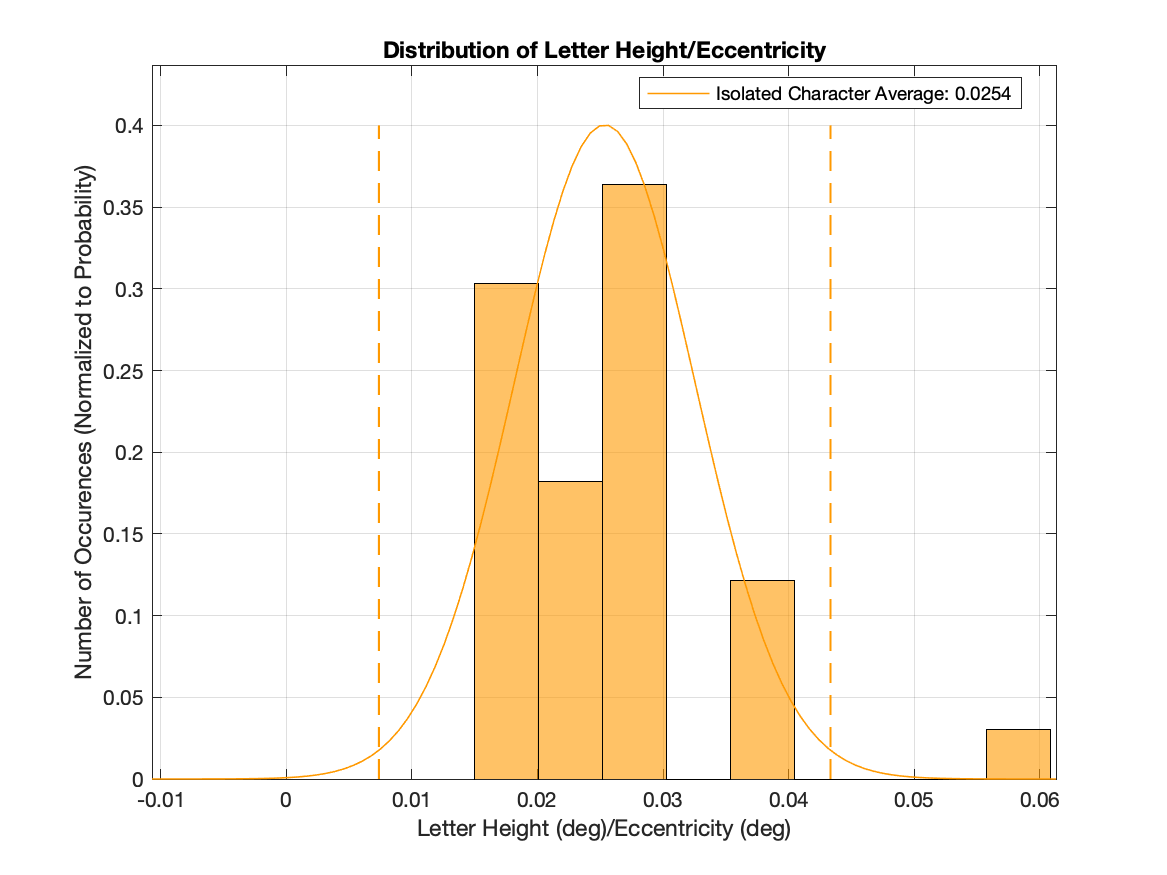 Distribution of Letter Height/Eccentricity
Isolated Character Average: 0.0254
Number of Occurences (Normalized to Probability)
0.4
0.35
0.3
0.25
0.2
0.15
0.1
0.05
0
-0.01 0 0.01 0.02 0.03 0.04 0.05 0.06
Letter Height (deg)/Eccentricity (deg)